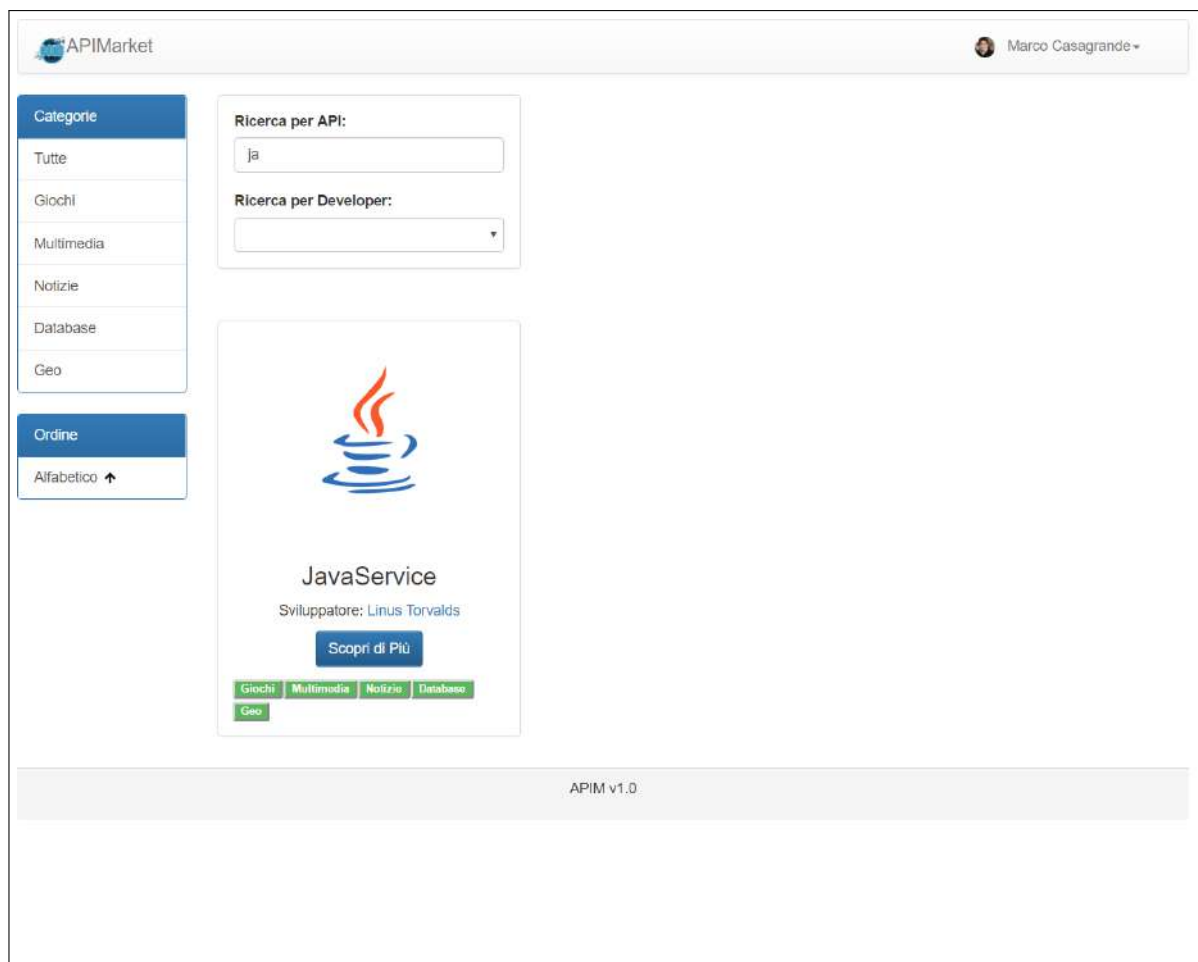 APIMarket
Marco Casagrande
Categorie
Tutte
Giochi
Multimedia
Notizie
Database
Geo
Ordine
Alfabetico
Ricerca per API:
ja
Ricerca per Developer:
JavaService
Sviluppatore: Linus Torvalds
Scopri di Più
Giochi Multimedia Notizie Database
Geo
APIM v1.0